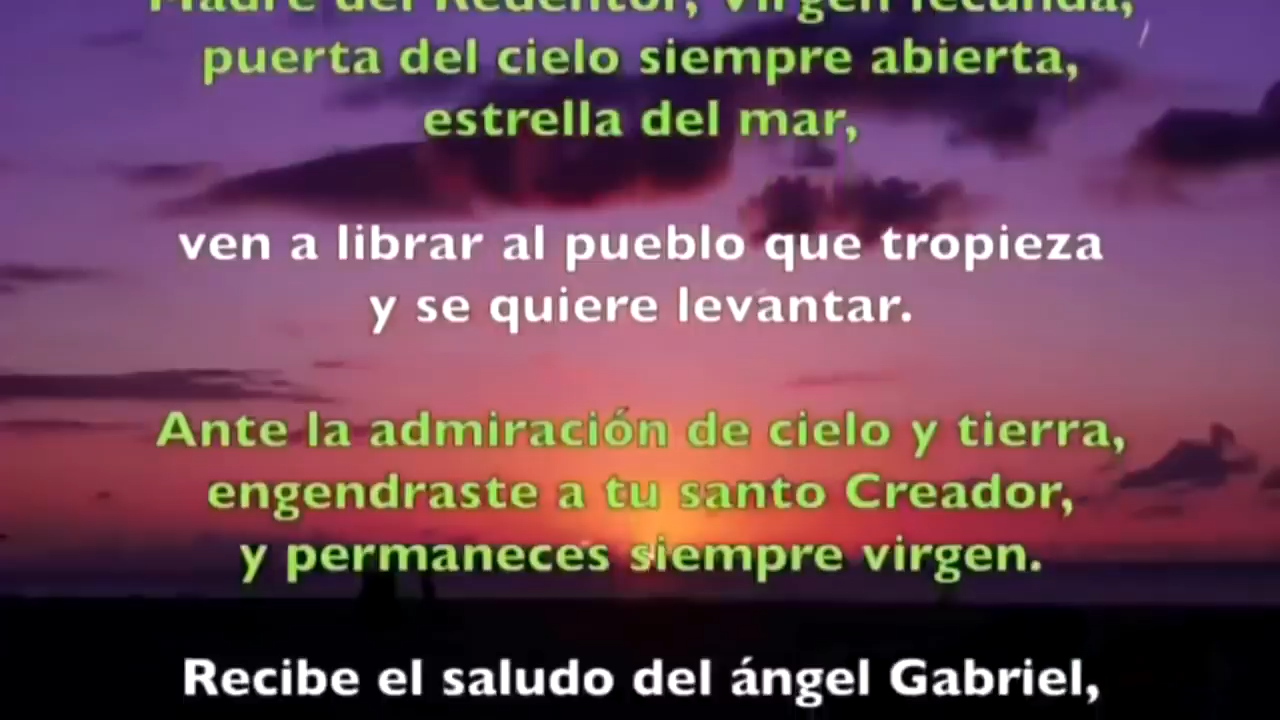 Madre del Redentor, Virgen fecunda,
puerta del cielo siempre abierta,
estrella del mar,
ven a librar al pueblo que tropieza
y se quiere levantar.
Ante la admiración de cielo y tierra,
engendraste a tu santo Creador,
y permaneces siempre virgen.
Recibe el saludo del ángel Gabriel,